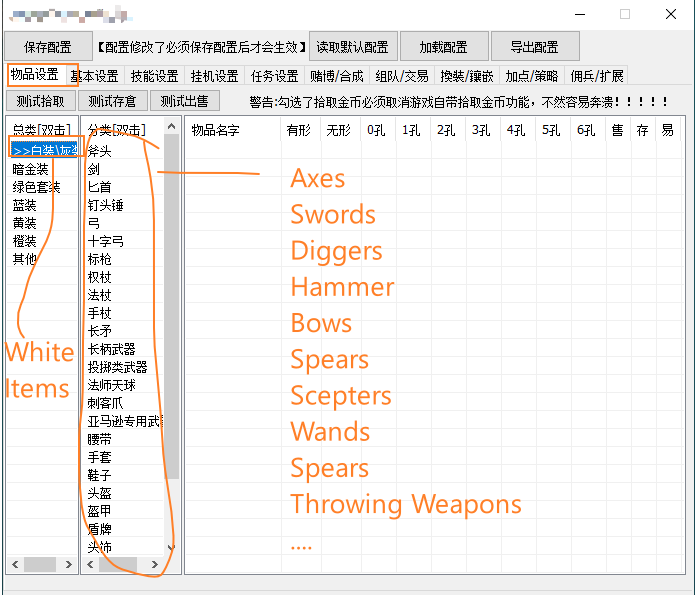 保存配置 【配置修改了必须保存配置后才会生效】 读取默认配置 加载配置 导出配置
物品设置 基本设置 技能设置 挂机设置 任务设置 赌博/合成 组队/交易 換裝/鑲嵌 加点/策略 佣兵/扩展
测试拾取 测试存倉 测试出售 警告:勾选了拾取金币必须取消游戏自带拾取金币功能，不然容易奔溃！！！！！
总类[双击]
>>白装\灰装
暗金装
绿色套装
蓝装
黄装
橙装
其他
White
Items
分类[双击]
斧头
剑
匕首
钉头锤
弓
十字弓
标枪
权杖
法杖
手杖
长矛
长柄武器
投掷类武器
法师天球
刺客爪
亚马逊专用武
腰带
手套
鞋子
头盔
盔甲
盾牌
头饰
物品名字 有形 无形 0孔 1孔 2孔 3孔 4孔 5孔 6孔 售 存 易
Axes
Swords
Diggers
Hammer
Bows
Spears
Scepters
Wands
Spears
Throwing Weapons
....